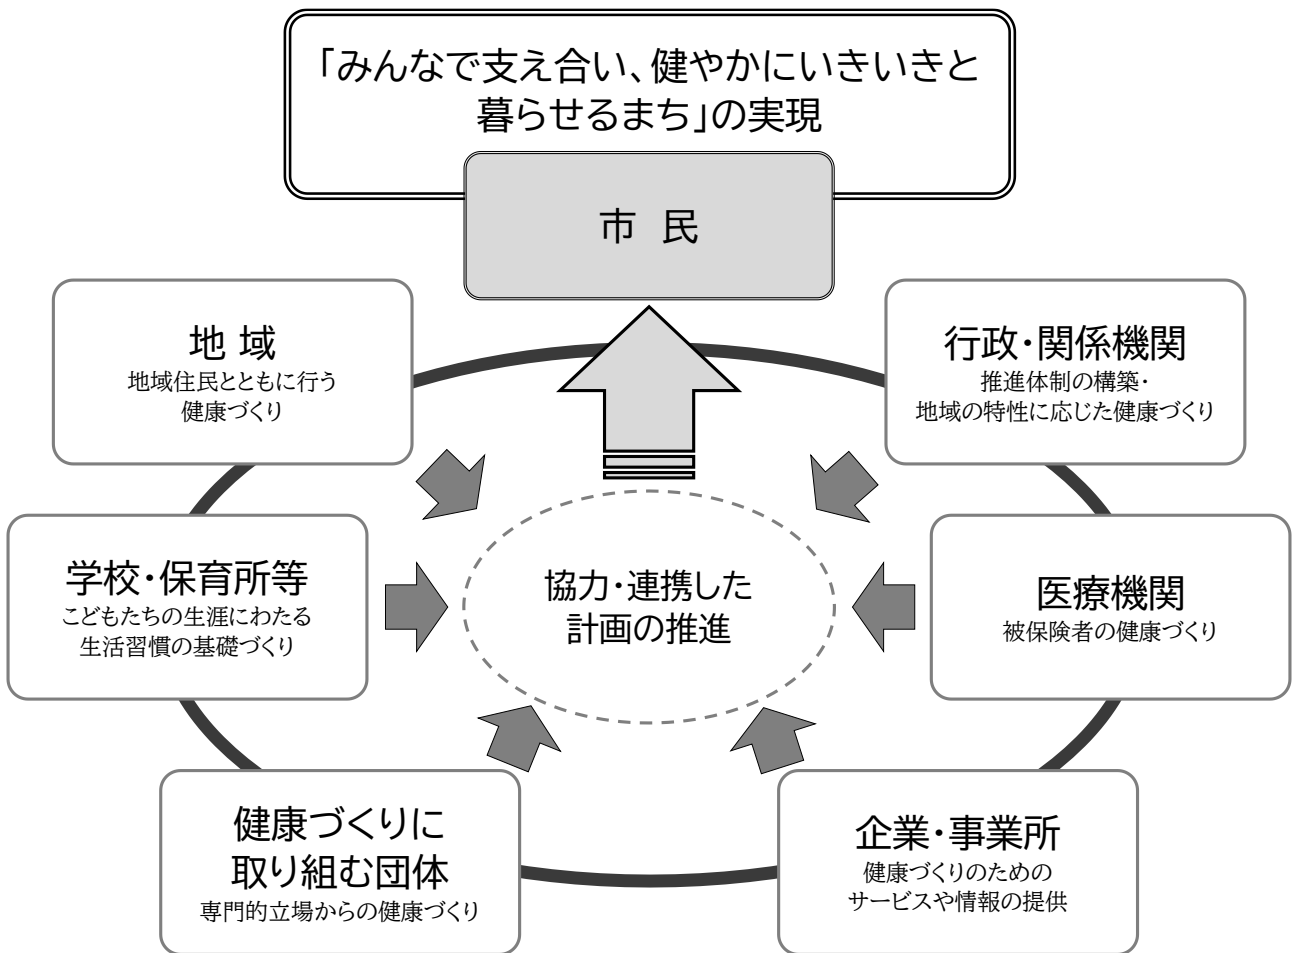 「みんなで支え合い、健やかにいきいきと
暮らせるまち」の実現
市 民
地 域
地域住民とともに行う
健康づくり
行政・関係機関
推進体制の構築・
地域の特性に応じた健康づくり
学校・保育所等
こどもたちの生涯にわたる
生活習慣の基礎づくり
協力・連携した
計画の推進
医療機関
被保険者の健康づくり
健康づくりに
取り組む団体
専門的立場からの健康づくり
企業・事業所
健康づくりのための
サービスや情報の提供